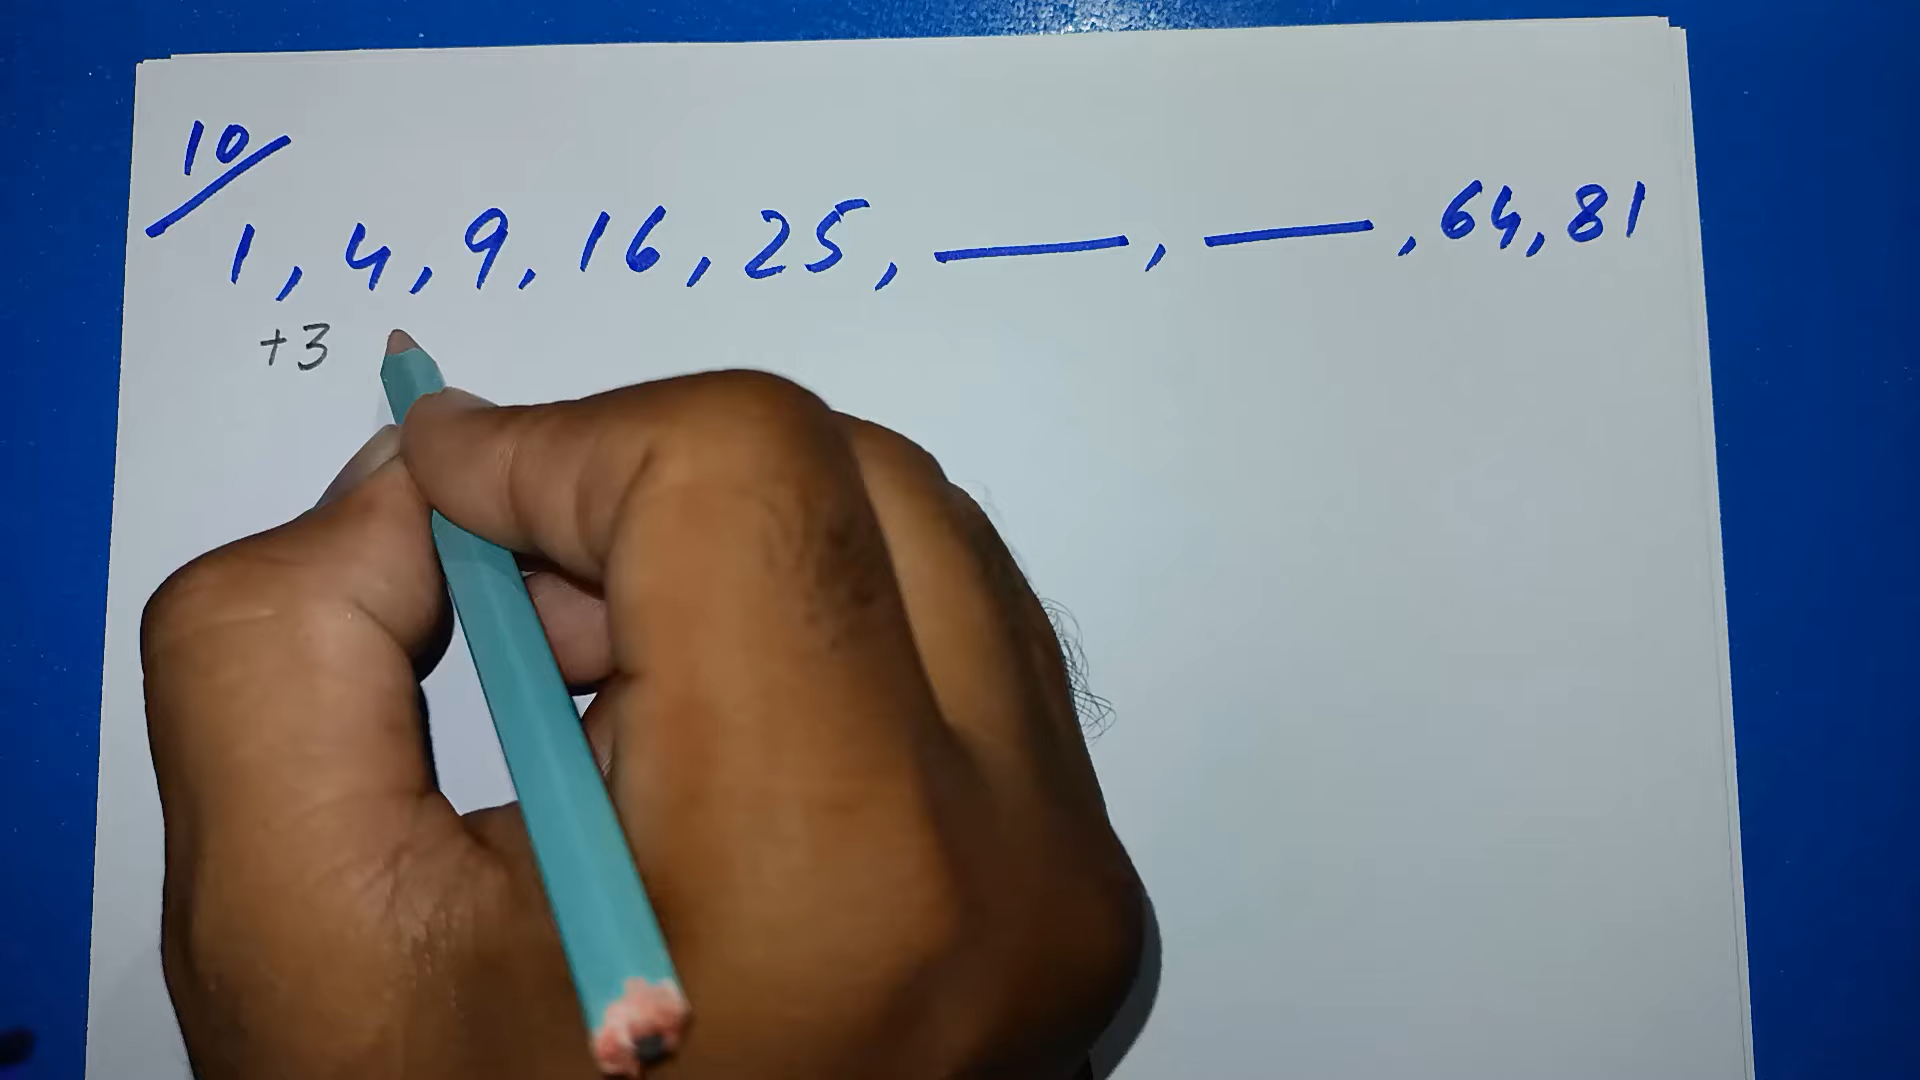 10/
1, 4, 9, 16, 25, ____, ____, 64, 81
+3